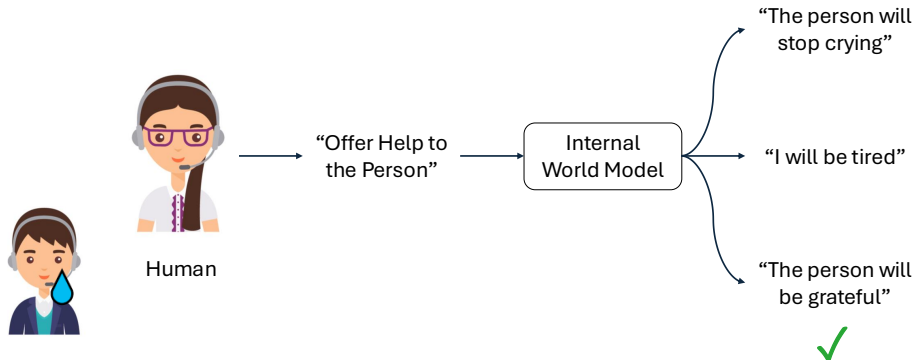 “The person will
stop crying”
“Offer Help to
the Person”
Internal
World Model
“I will be tired”
Human
“The person will
be grateful”